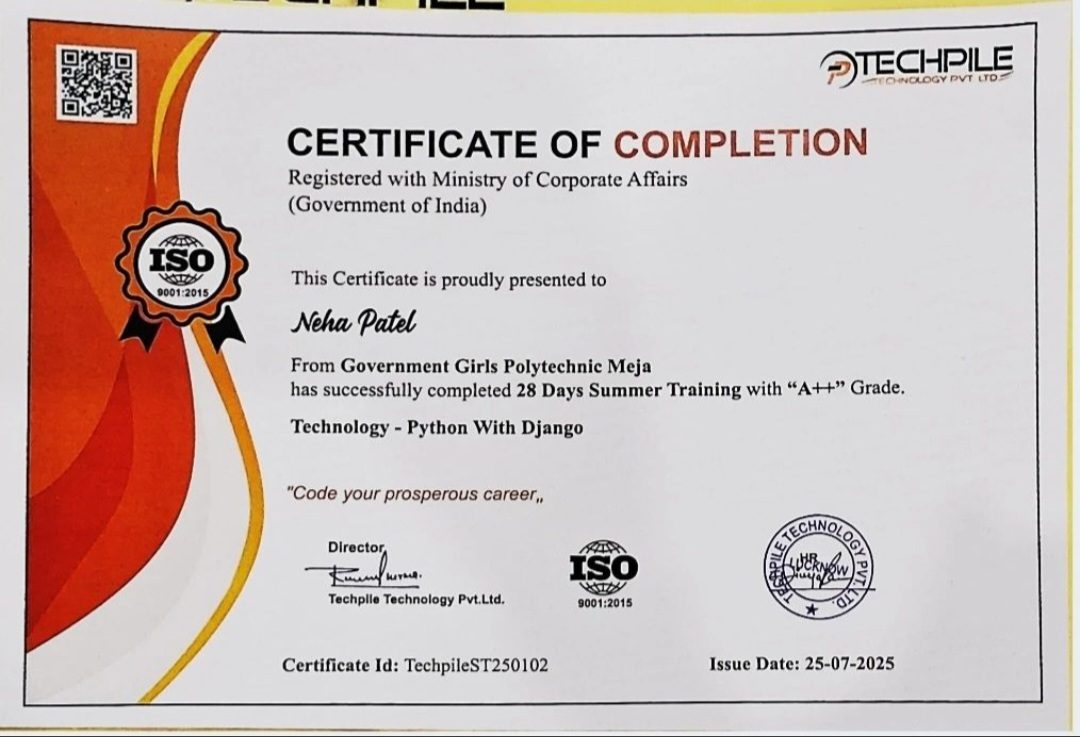 TECHPILE
TECHNOLOGY PVT LTD
CERTIFICATE OF COMPLETION
Registered with Ministry of Corporate Affairs
(Government of India)
ISO
9001:2015
This Certificate is proudly presented to
Neha Patel
From Government Girls Polytechnic Meja
has successfully completed 28 Days Summer Training with “A++” Grade.
Technology - Python With Django
"Code your prosperous career,,
Director
Techpile Technology Pvt.Ltd.
ISO
9001:2015
TECHPILE TECHNOLOGY PVT. LTD.
HR
LUCKNOW
Certificate Id: TechpileST250102
Issue Date: 25-07-2025